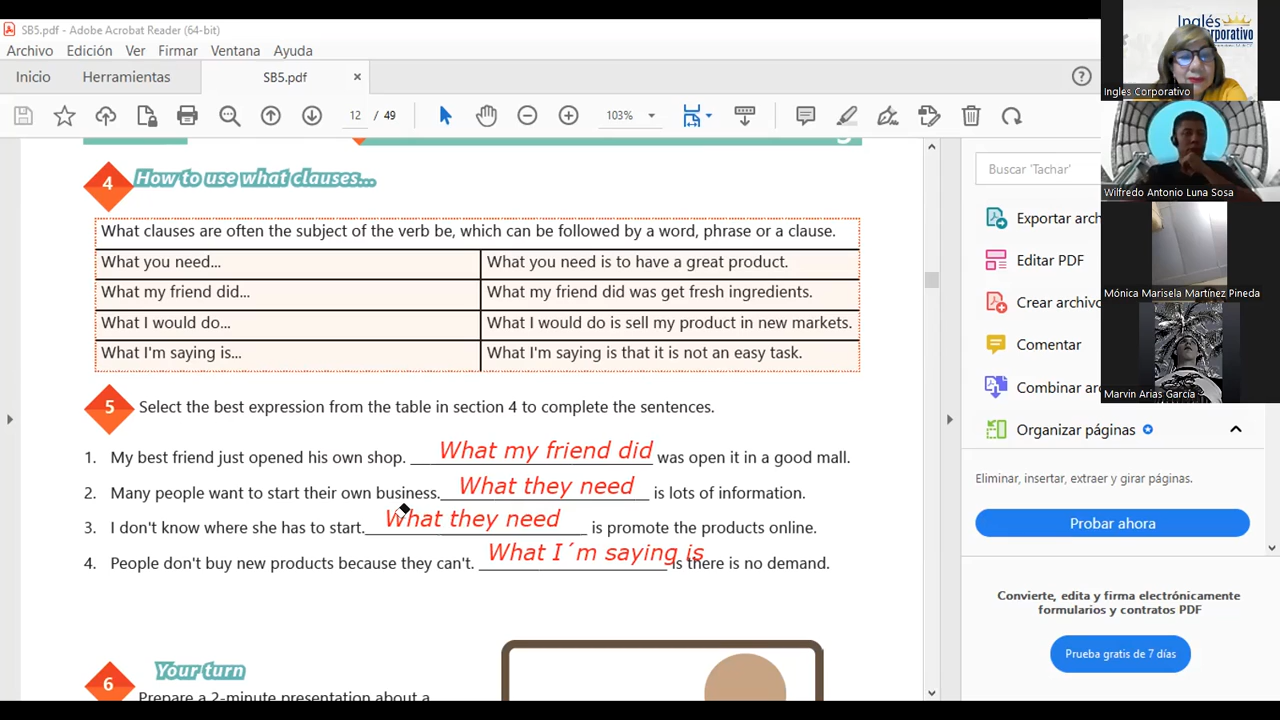 SB5.pdf - Adobe Acrobat Reader (64-bit)
Archivo Edición Ver Firmar Ventana Ayuda
Inicio Herramientas SB5.pdf ×
12 / 49 103%
4 How to use what clauses...
What clauses are often the subject of the verb be, which can be followed by a word, phrase or a clause.
What you need... What you need is to have a great product.
What my friend did... What my friend did was get fresh ingredients.
What I would do... What I would do is sell my product in new markets.
What I'm saying is... What I'm saying is that it is not an easy task.
5 Select the best expression from the table in section 4 to complete the sentences.
1. My best friend just opened his own shop. What my friend did was open it in a good mall.
2. Many people want to start their own business. What they need is lots of information.
3. I don't know where she has to start. What they need is promote the products online.
4. People don't buy new products because they can't. What I´m saying is is there is no demand.
6 Your turn
Prepare a 2-minute presentation about a
Buscar 'Tachar'
Exportar arch
Editar PDF
Crear archivo
Comentar
Combinar ar
Organizar páginas
Eliminar, insertar, extraer y girar páginas.
Probar ahora
Convierte, edita y firma electrónicamente
formularios y contratos PDF
Prueba gratis de 7 días
Inglés
Corporativo
Ingles Corporativo
Wilfredo Antonio Luna Sosa
Mónica Marisela Martínez Pineda
Marvin Arias García